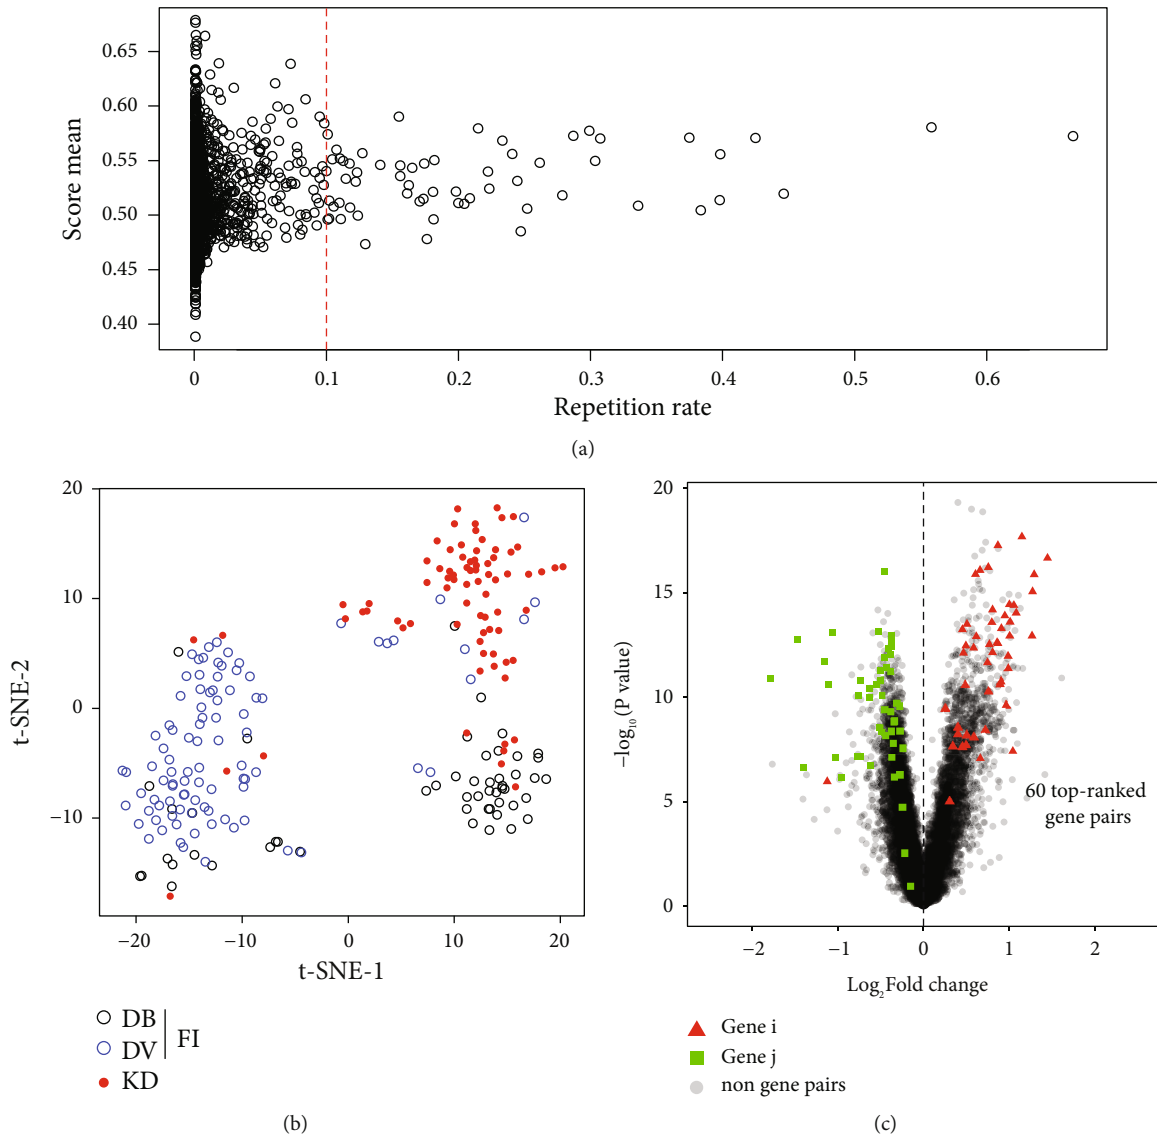 0.65
0.60
0.55
0.50
0.45
0.40
Score mean
0 0.1 0.2 0.3 0.4 0.5 0.6
Repetition rate
(a)
20
10
0
−10
t-SNE-2
−20 −10 0 10 20
t-SNE-1
DB
DV
FI
KD
(b)
20
15
10
5
0
−log10 (P value)
60 top-ranked
gene pairs
−2 −1 0 1 2
Log2Fold change
Gene i
Gene j
non gene pairs
(c)